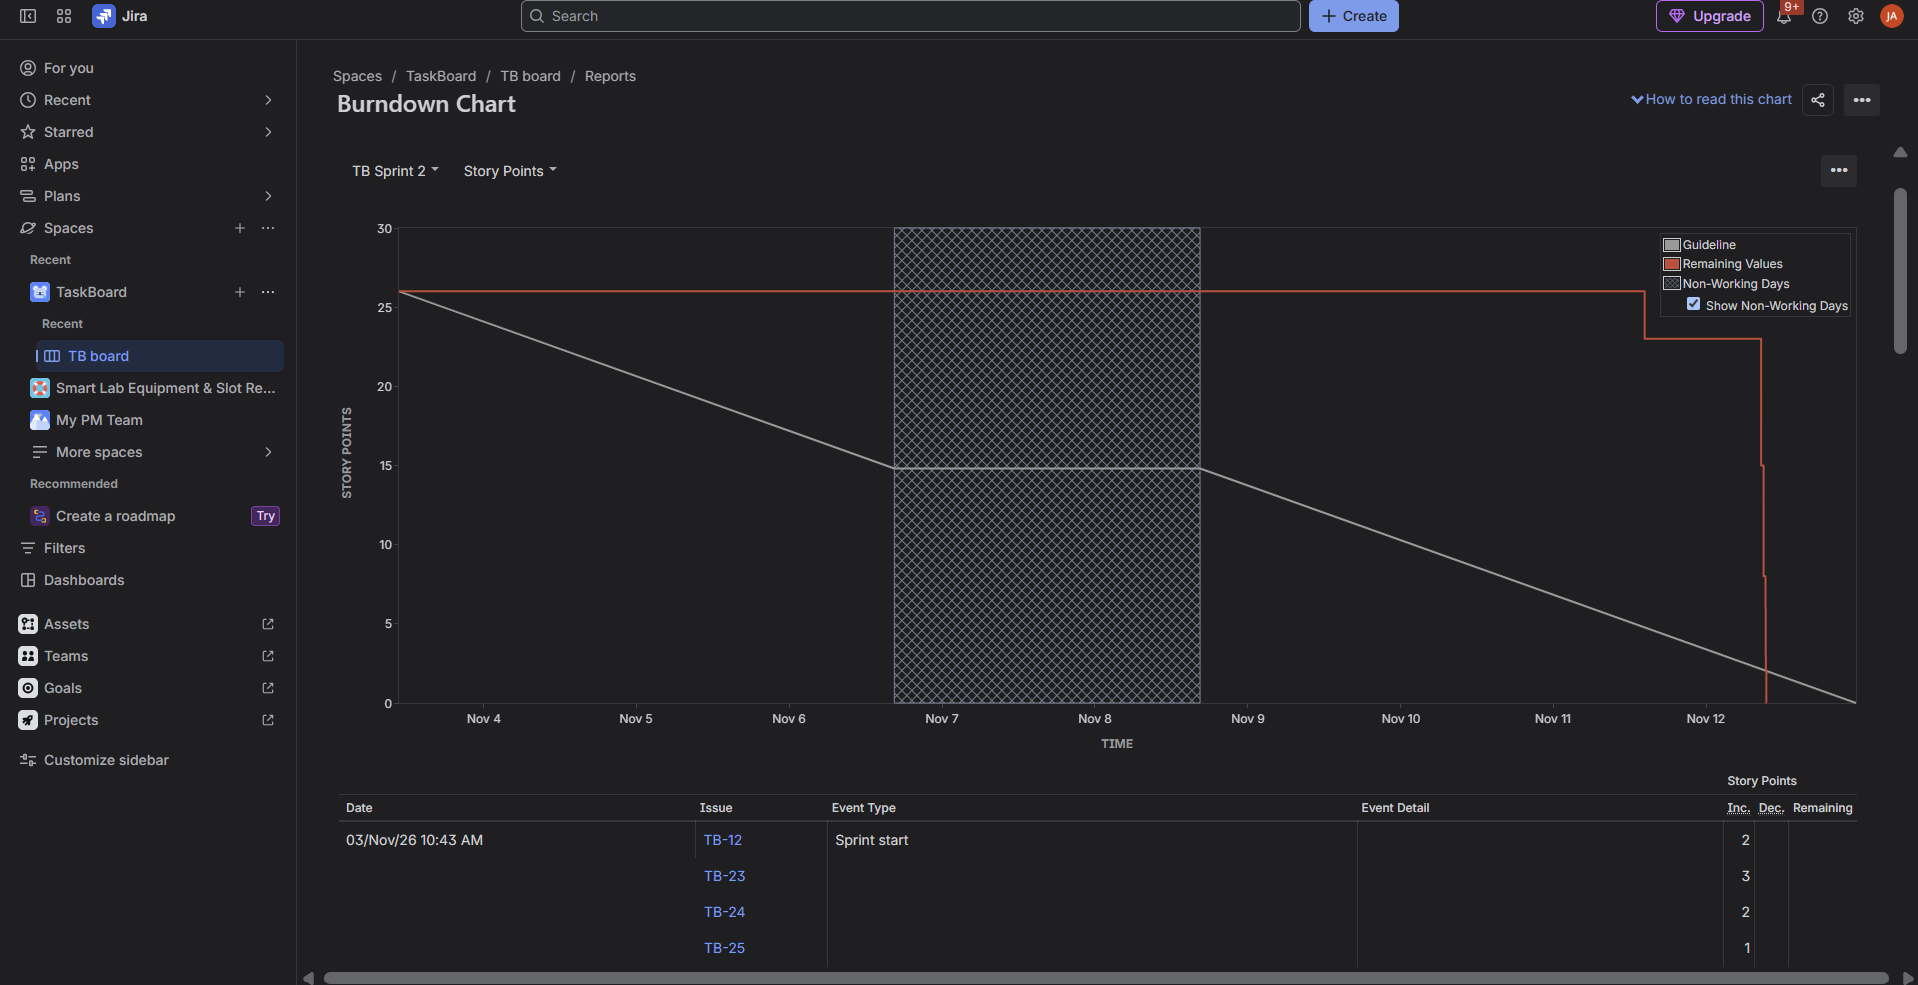 Jira
Search
+ Create
Upgrade
9+
JA
For you
Recent
Starred
Apps
Plans
Spaces
Recent
TaskBoard
Recent
TB board
Smart Lab Equipment & Slot Re...
My PM Team
More spaces
Recommended
Create a roadmap
Try
Filters
Dashboards
Assets
Teams
Goals
Projects
Customize sidebar
Spaces / TaskBoard / TB board / Reports
Burndown Chart
How to read this chart
TB Sprint 2
Story Points
30
25
20
15
10
5
0
STORY POINTS
Guideline
Remaining Values
Non-Working Days
Show Non-Working Days
Nov 4 Nov 5 Nov 6 Nov 7 Nov 8 Nov 9 Nov 10 Nov 11 Nov 12
TIME
Story Points
Date Issue Event Type Event Detail Inc. Dec. Remaining
03/Nov/26 10:43 AM TB-12 Sprint start 2
TB-23 3
TB-24 2
TB-25 1